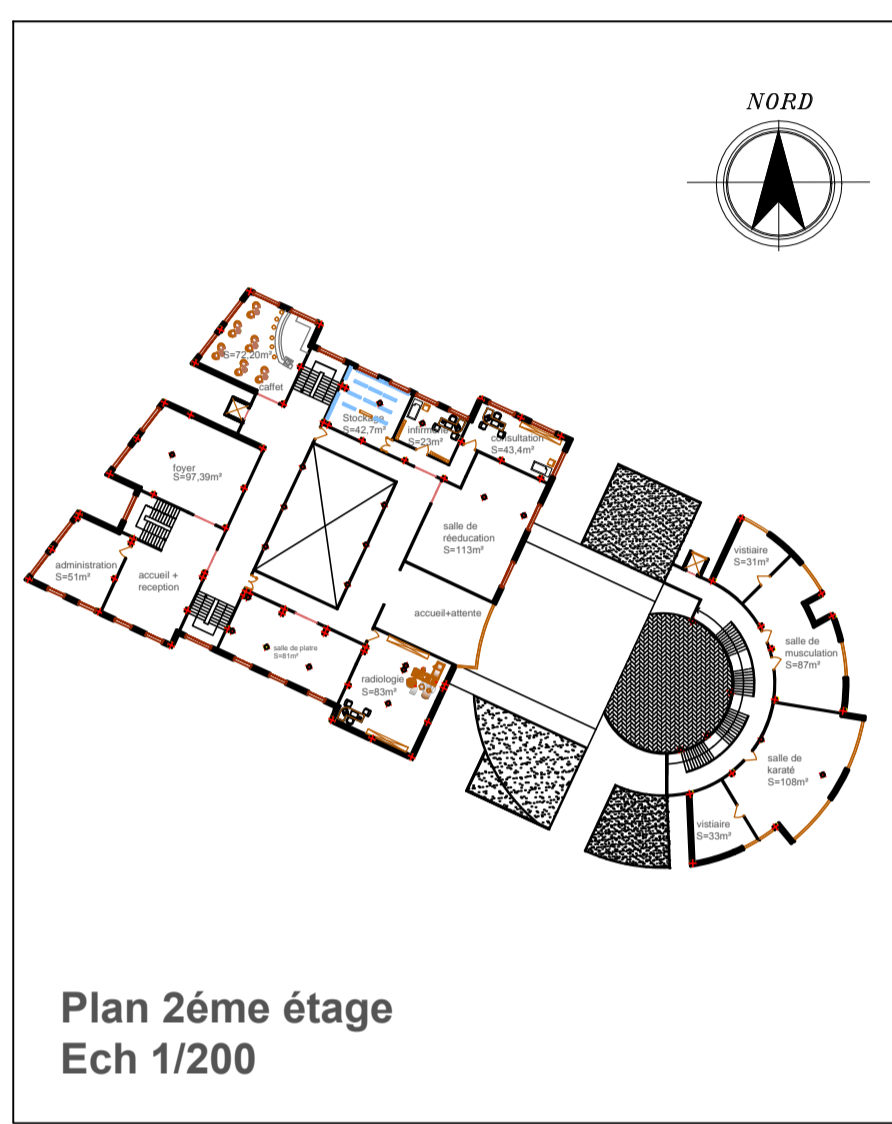 NORD
S=72,20m²
caffet
Stockage
S=42,7m²
infirmerie
S=23m²
consultation
S=43,4m²
foyer
S=97,39m²
salle de
réeducation
S=113m²
administration
S=51m²
accueil +
reception
accueil+attente
salle de platre
S=81m²
radiologie
S=83m²
vistiaire
S=31m²
salle de
musculation
S=87m²
salle de
karaté
S=108m²
vistiaire
S=33m²
Plan 2éme étage
Ech 1/200